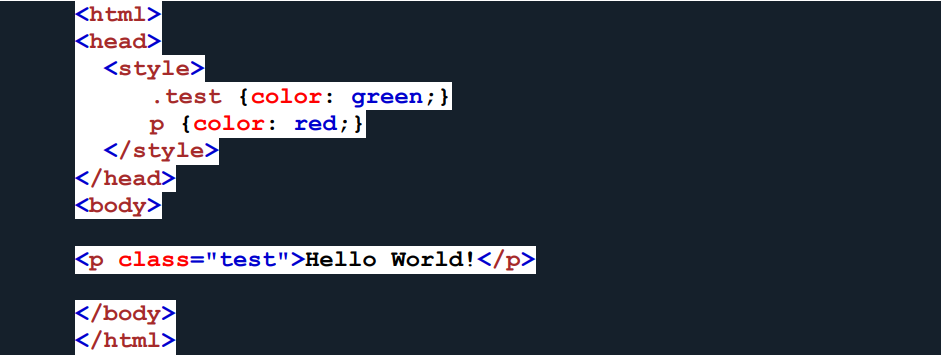 <html>
<head>
  <style>
     .test {color: green;}
     p {color: red;}
  </style>
</head>
<body>

<p class="test">Hello World!</p>

</body>
</html>